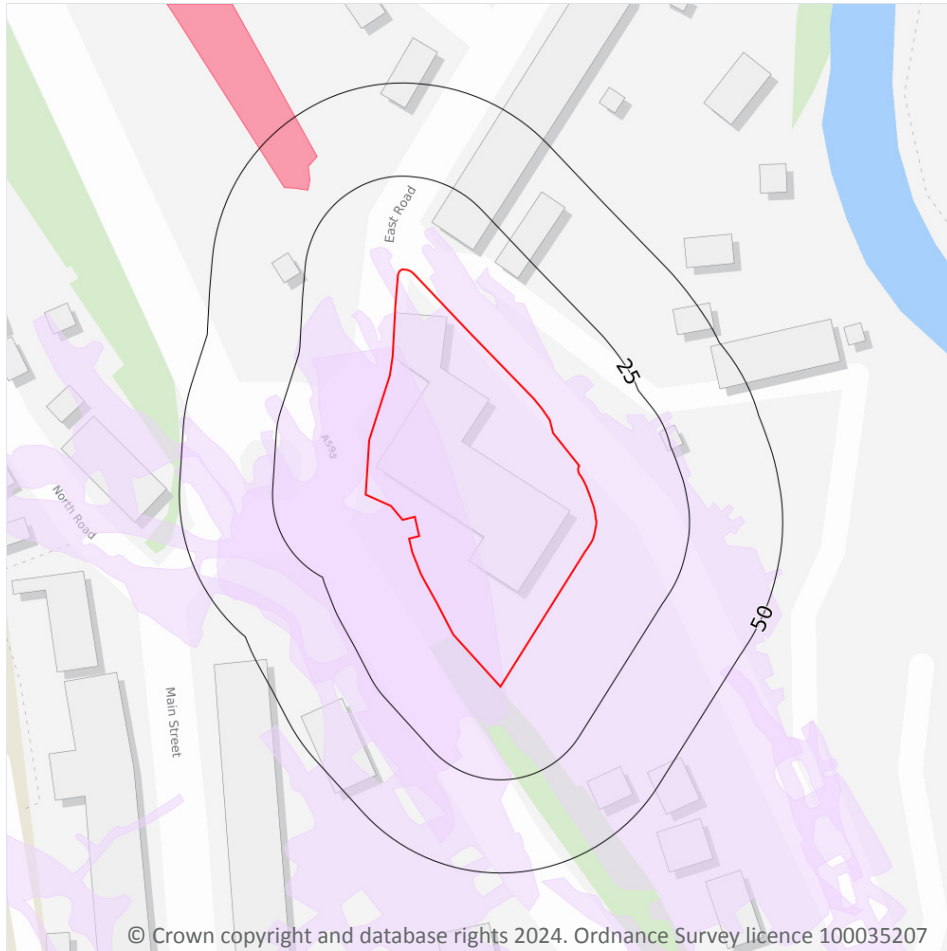 East Road
25
A595
North Road
50
Main Street
© Crown copyright and database rights 2024. Ordnance Survey licence 100035207